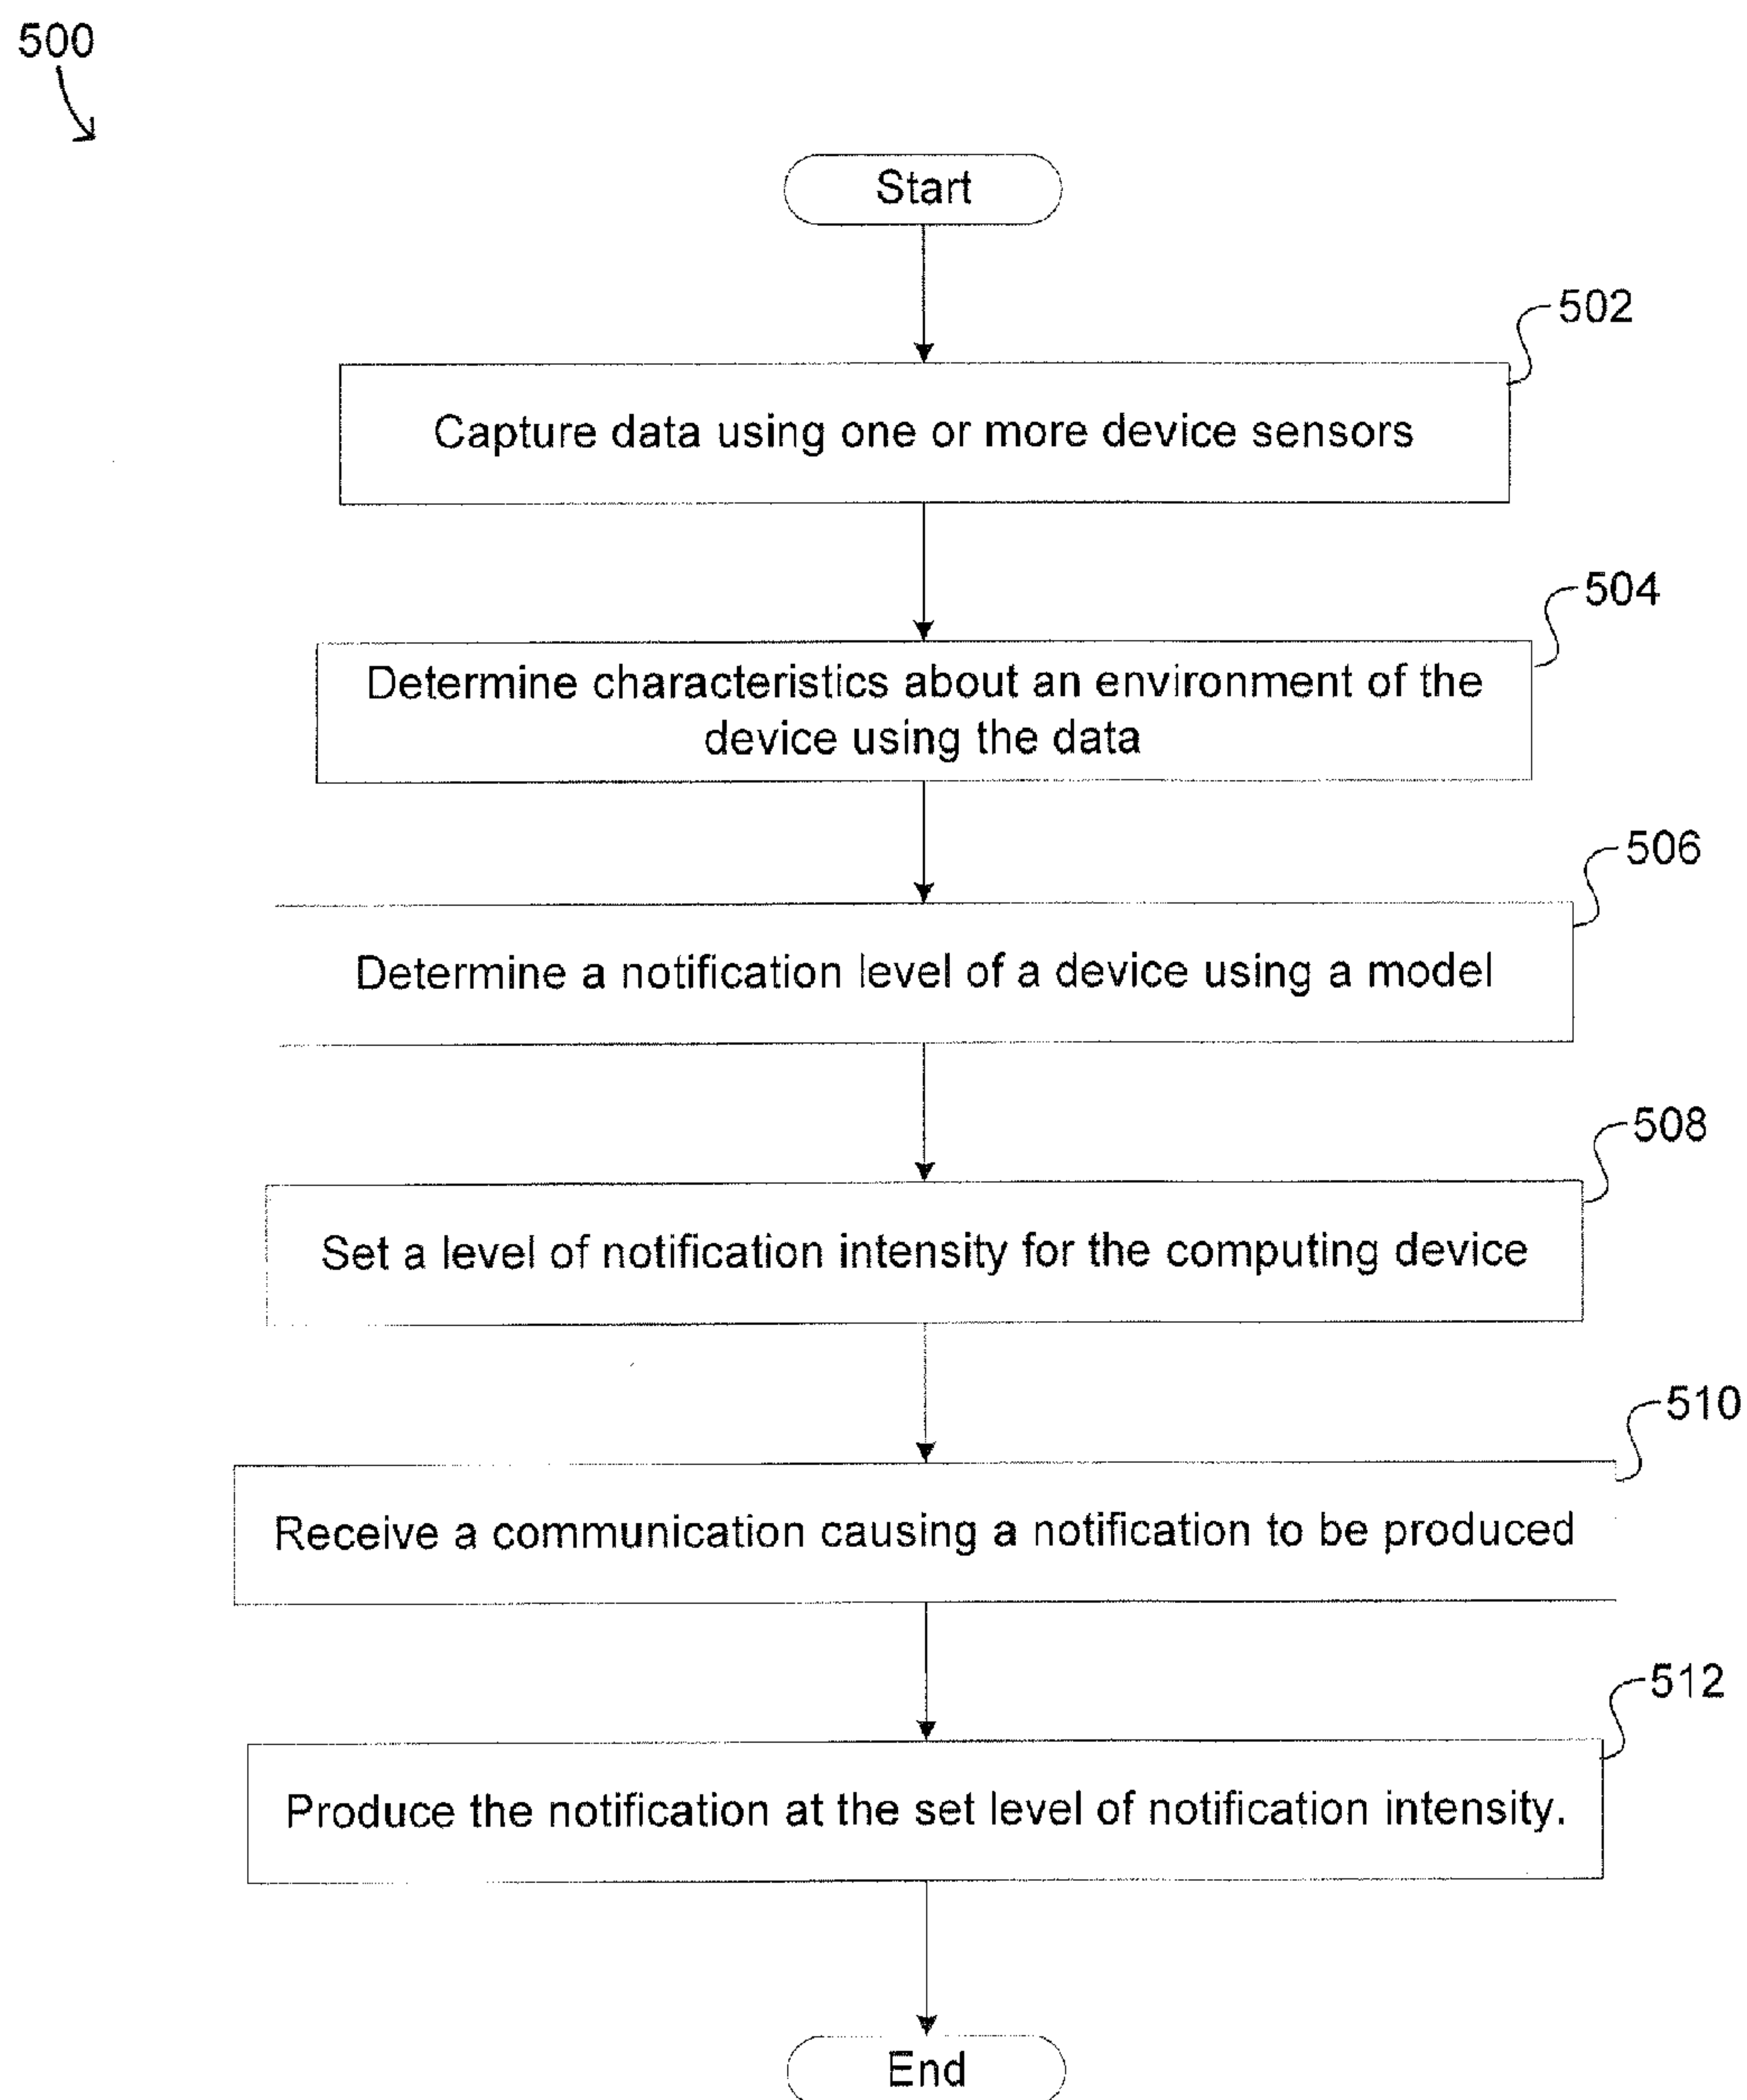 500
Start
502
Capture data using one or more device sensors
504
Determine characteristics about an environment of the
device using the data
506
Determine a notification level of a device using a model
508
Set a level of notification intensity for the computing device
510
Receive a communication causing a notification to be produced
512
Produce the notification at the set level of notification intensity.
End